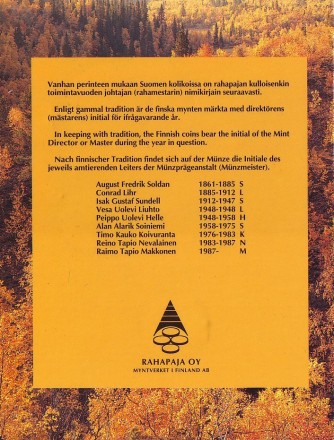 Vanhan perinteen mukaan Suomen kolikoissa on rahapajan kulloisenkin
toimintavuoden johtajan (rahamestarin) nimikirjain seuraavasti.
Enligt gammal tradition är de finska mynten märkta med direktörens
(mästarens) initial för ifrågavarande år.
In keeping with tradition, the Finnish coins bear the initial of the Mint
Director or Master during the year in question.
Nach finnischer Tradition findet sich auf der Münze die Initiale des
jeweils amtierenden Leiters der Münzprägeanstalt (Münzmeister).
August Fredrik Soldan 1861-1885 S
Conrad Lihr 1885-1912 L
Isak Gustaf Sundell 1912-1947 S
Vesa Uolevi Liuhto 1948-1948 L
Peippo Uolevi Helle 1948-1958 H
Alan Alarik Soiniemi 1958-1975 S
Timo Kauko Koivuranta 1976-1983 K
Reino Tapio Nevalainen 1983-1987 N
Raimo Tapio Makkonen 1987- M
RAHAPAJA OY
MYNTVERKET I FINLAND AB